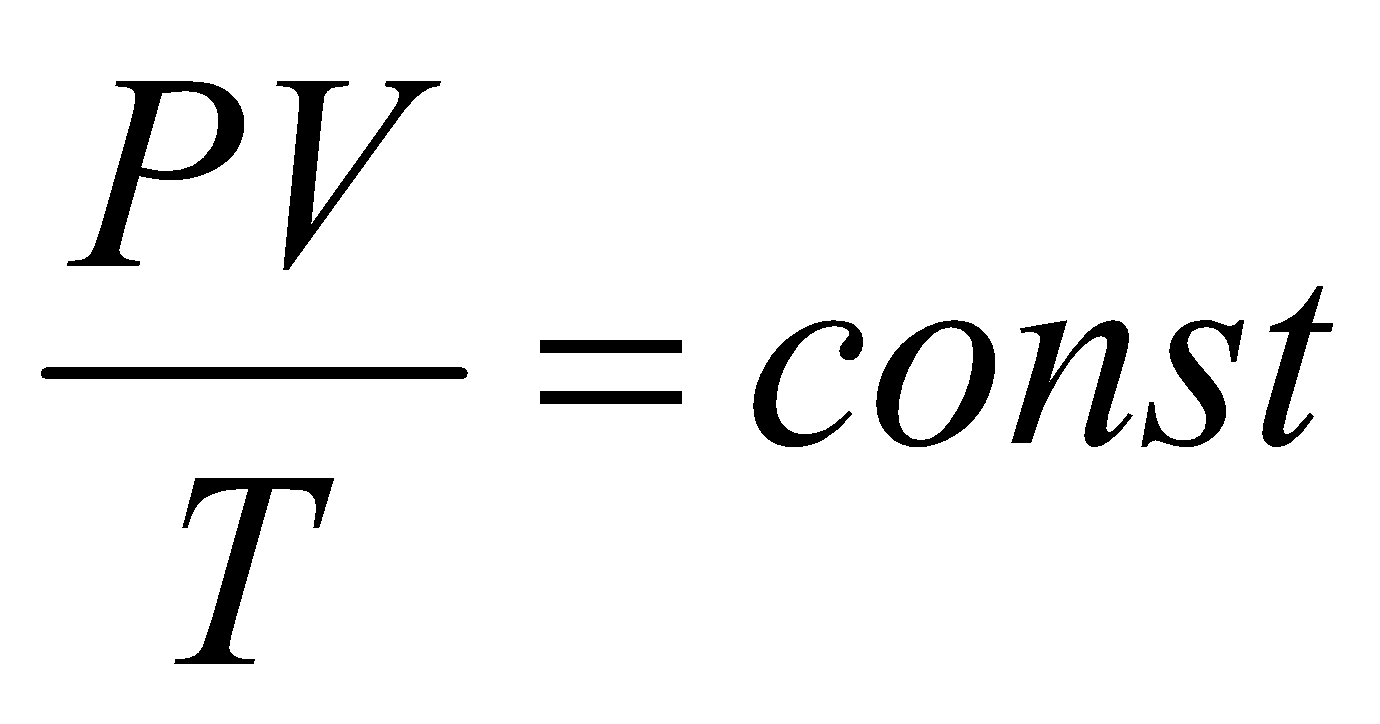 PV
T
= const